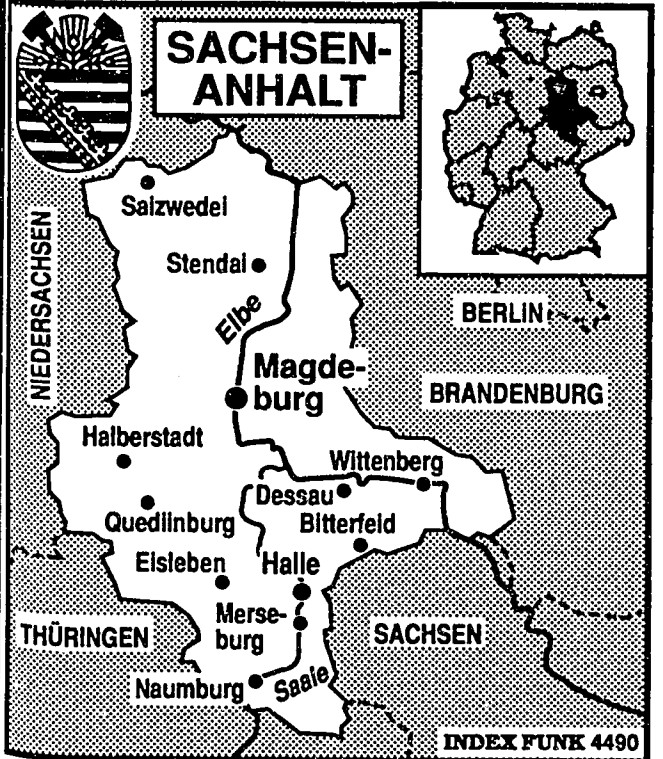 SACHSEN-
ANHALT
Salzwedel
Stendal
Elbe
NIEDERSACHSEN
BERLIN
Magde-
burg
BRANDENBURG
Halberstadt
Wittenberg
Dessau
Quedlinburg
Bitterfeld
Eisleben
Halle
Merse-
burg
THÜRINGEN
SACHSEN
Naumburg
Saale
INDEX FUNK 4490